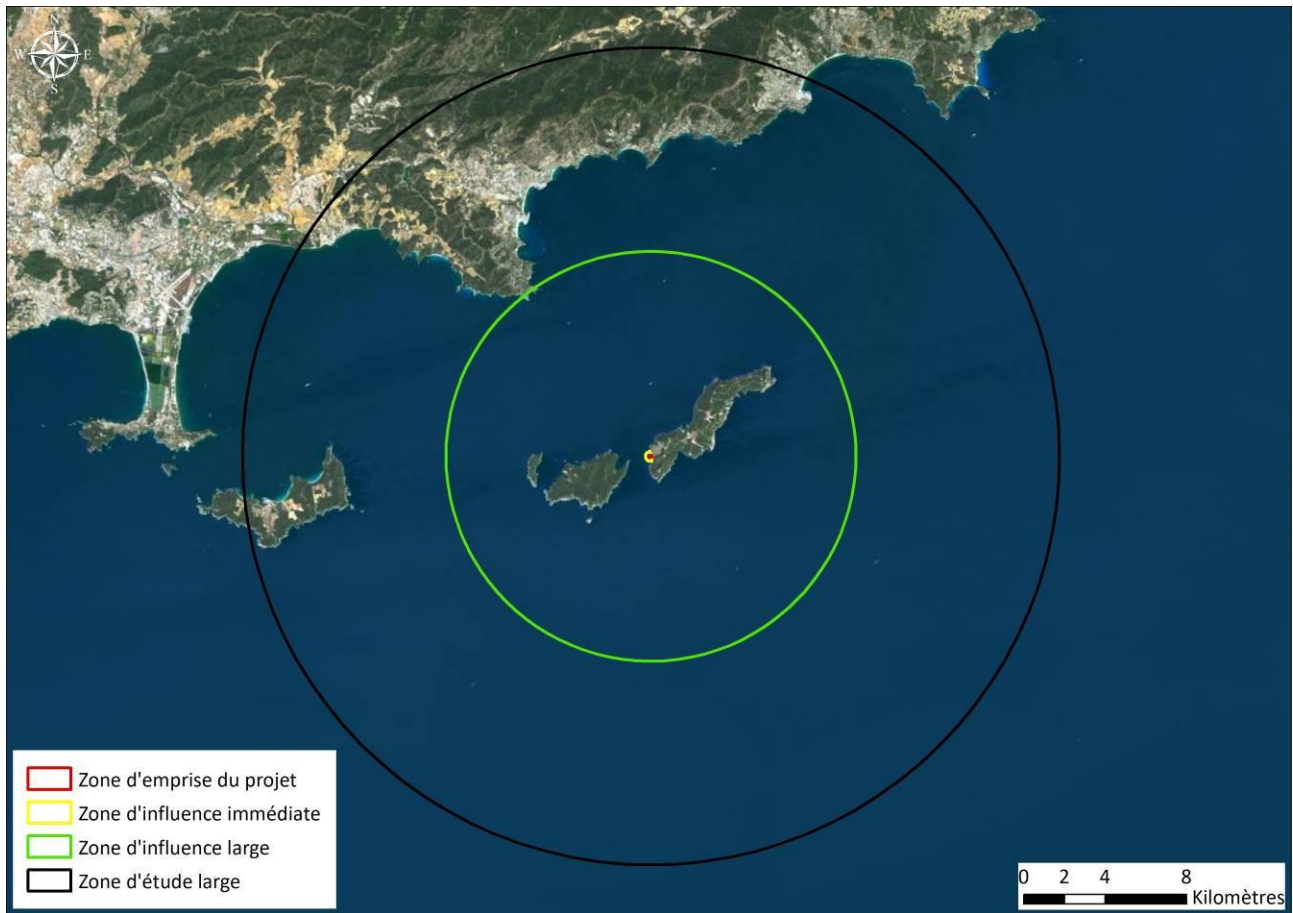 N
W E
S
Zone d'emprise du projet
Zone d'influence immédiate
Zone d'influence large
Zone d'étude large
0 2 4 8
Kilomètres